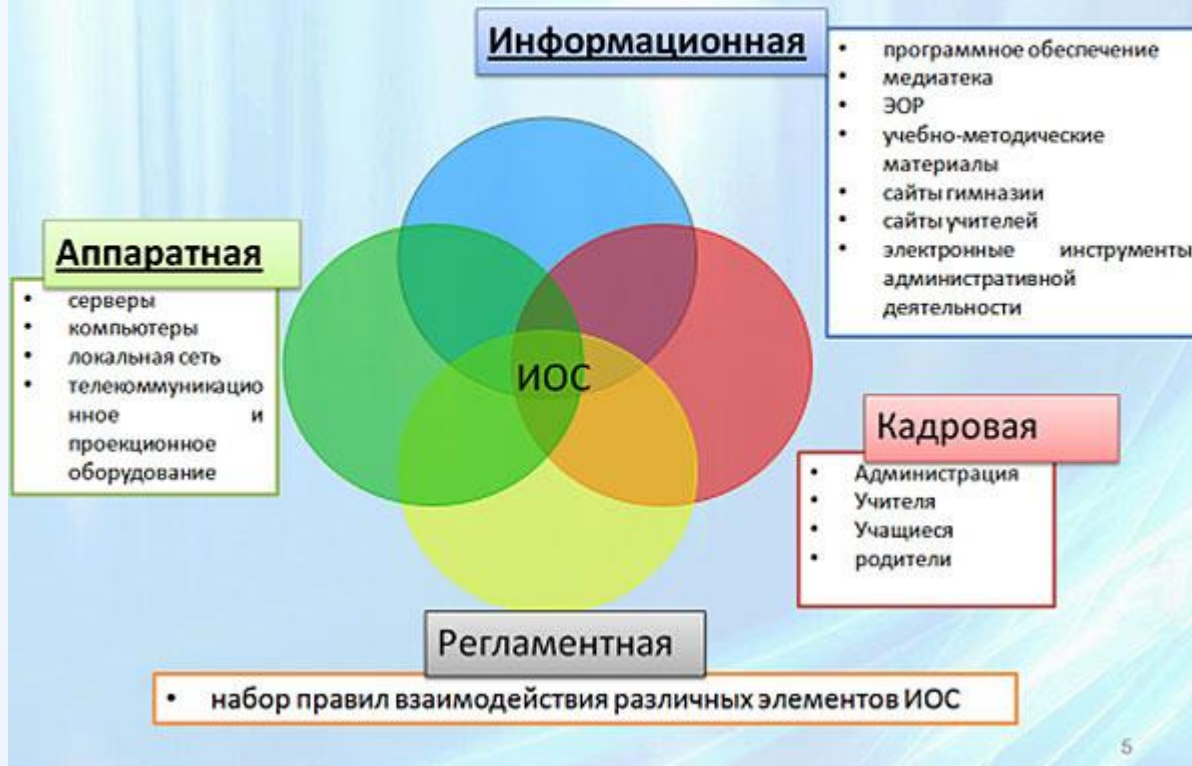 Информационная
• программное обеспечение
• медиатека
• ЭОР
• учебно-методические
материалы
• сайты гимназии
• сайты учителей
• электронные инструменты
административной
деятельности
Аппаратная
• серверы
• компьютеры
• локальная сеть
• телекоммуникацио
нное и
проекционное
оборудование
ИОС
Кадровая
• Администрация
• Учителя
• Учащиеся
• родители
Регламентная
• набор правил взаимодействия различных элементов ИОС
5